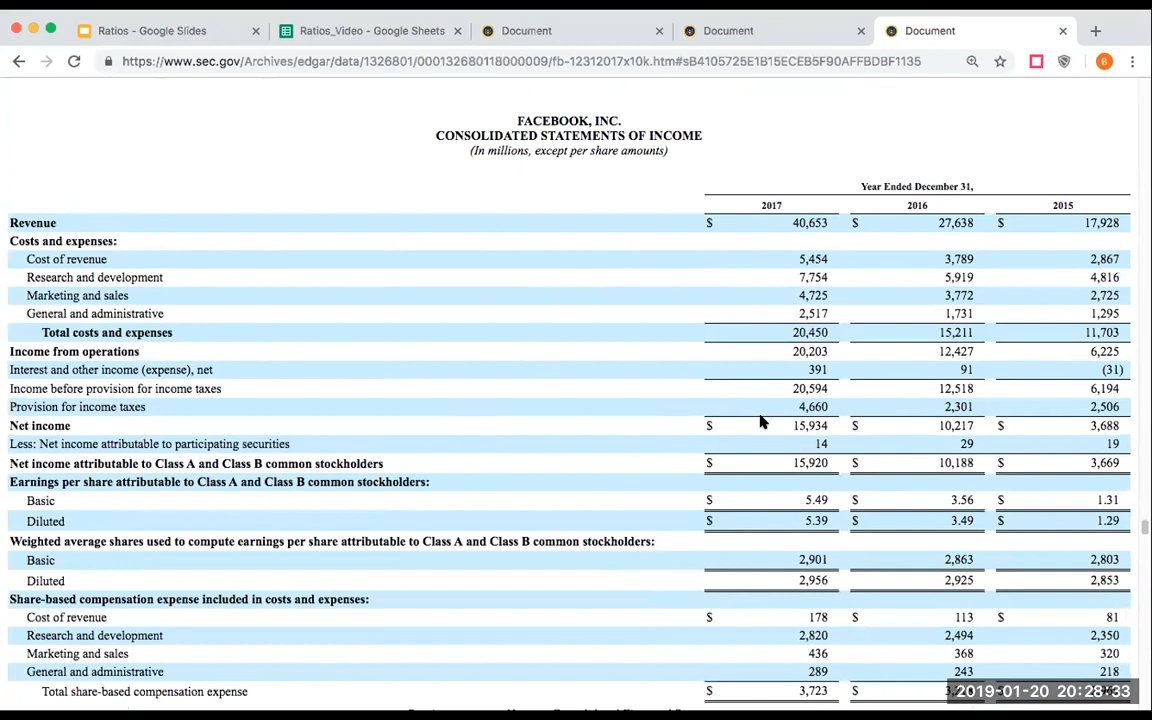 Ratios - Google Slides
Ratios_Video - Google Sheets
Document
Document
Document
https://www.sec.gov/Archives/edgar/data/1326801/000132680118000009/fb-12312017x10k.htm#sB4105725E1B15ECEB5F90AFFBDBF1135
FACEBOOK, INC.
CONSOLIDATED STATEMENTS OF INCOME
(In millions, except per share amounts)
Year Ended December 31,
2017 2016 2015
Revenue $ 40,653 $ 27,638 $ 17,928
Costs and expenses:
Cost of revenue 5,454 3,789 2,867
Research and development 7,754 5,919 4,816
Marketing and sales 4,725 3,772 2,725
General and administrative 2,517 1,731 1,295
Total costs and expenses 20,450 15,211 11,703
Income from operations 20,203 12,427 6,225
Interest and other income (expense), net 391 91 (31)
Income before provision for income taxes 20,594 12,518 6,194
Provision for income taxes 4,660 2,301 2,506
Net income $ 15,934 $ 10,217 $ 3,688
Less: Net income attributable to participating securities 14 29 19
Net income attributable to Class A and Class B common stockholders $ 15,920 $ 10,188 $ 3,669
Earnings per share attributable to Class A and Class B common stockholders:
Basic $ 5.49 $ 3.56 $ 1.31
Diluted $ 5.39 $ 3.49 $ 1.29
Weighted average shares used to compute earnings per share attributable to Class A and Class B common stockholders:
Basic 2,901 2,863 2,803
Diluted 2,956 2,925 2,853
Share-based compensation expense included in costs and expenses:
Cost of revenue $ 178 $ 113 $ 81
Research and development 2,820 2,494 2,350
Marketing and sales 436 368 320
General and administrative 289 243 218
Total share-based compensation expense $ 3,723 $
2019-01-20 20:28:33